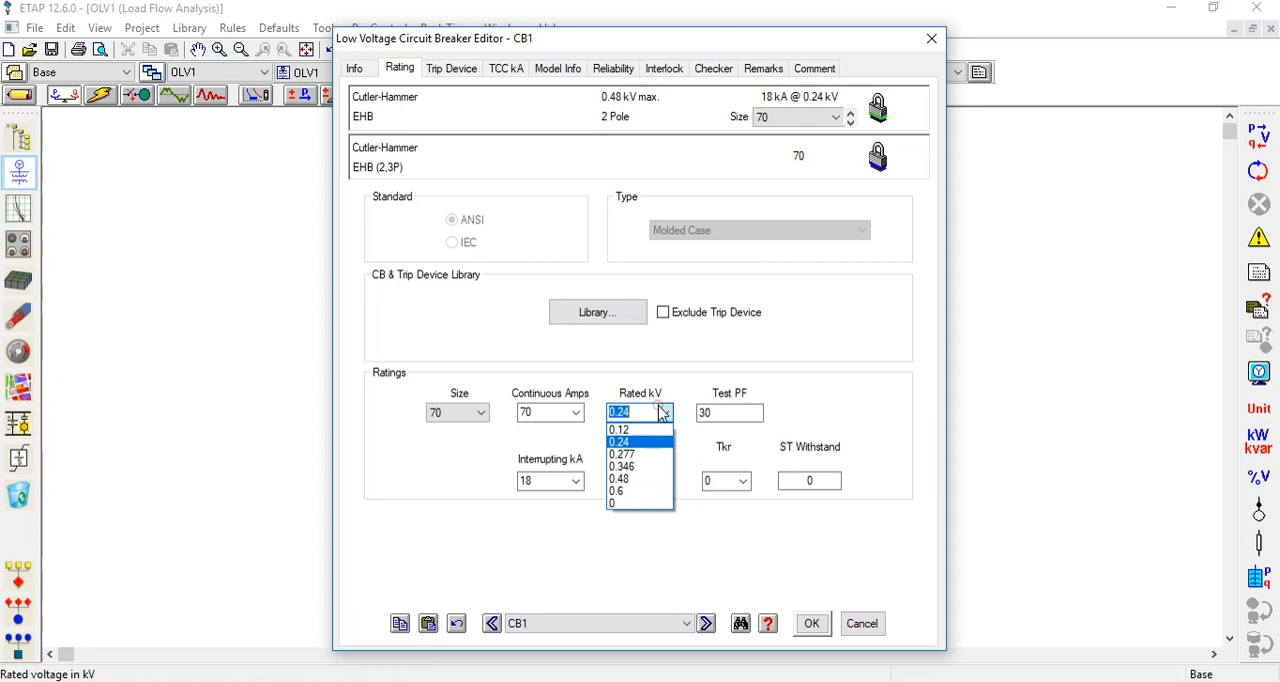 ETAP 12.6.0 - [OLV1 (Load Flow Analysis)]
File Edit View Project Library Rules Defaults
Low Voltage Circuit Breaker Editor - CB1
Base OLV1 OLV1
Info Rating Trip Device TCC kA Model Info Reliability Interlock Checker Remarks Comment
Cutler-Hammer 0.48 kV max. 18 kA @ 0.24 kV
EHB 2 Pole Size 70
Cutler-Hammer 70
EHB (2,3P)
Standard Type
ANSI
IEC
Molded Case
CB & Trip Device Library
Library... Exclude Trip Device
Ratings
Size Continuous Amps Rated kV Test PF
70 70 0.24 30
0.12
0.24
0.277
0.346
0.48
0.6
0
Interrupting kA Tkr ST Withstand
18 0 0
CB1 OK Cancel
P
V
q
Unit
kW
kvar
%V
P
q
Rated voltage in kV Base